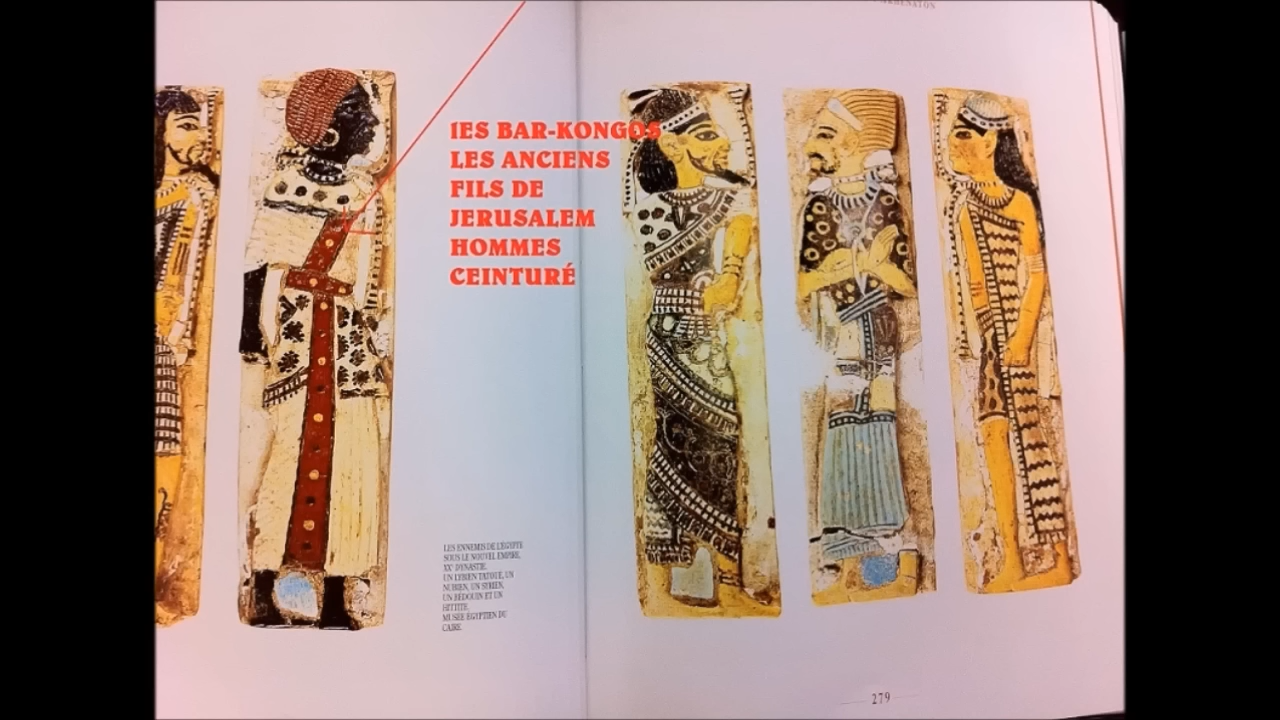 IES BAR-KONGOS
LES ANCIENS
FILS DE
JERUSALEM
HOMMES
CEINTURÉ
LES ENNEMIS DE L'ÉGYPTE
SOUS LE NOUVEL EMPIRE,
XXᵉ DYNASTIE.
UN LYBIEN TATOUÉ, UN
NUBIEN, UN SYRIEN,
UN BÉDOUIN ET UN
HITTITE.
MUSÉE ÉGYPTIEN DU
CAIRE.
279